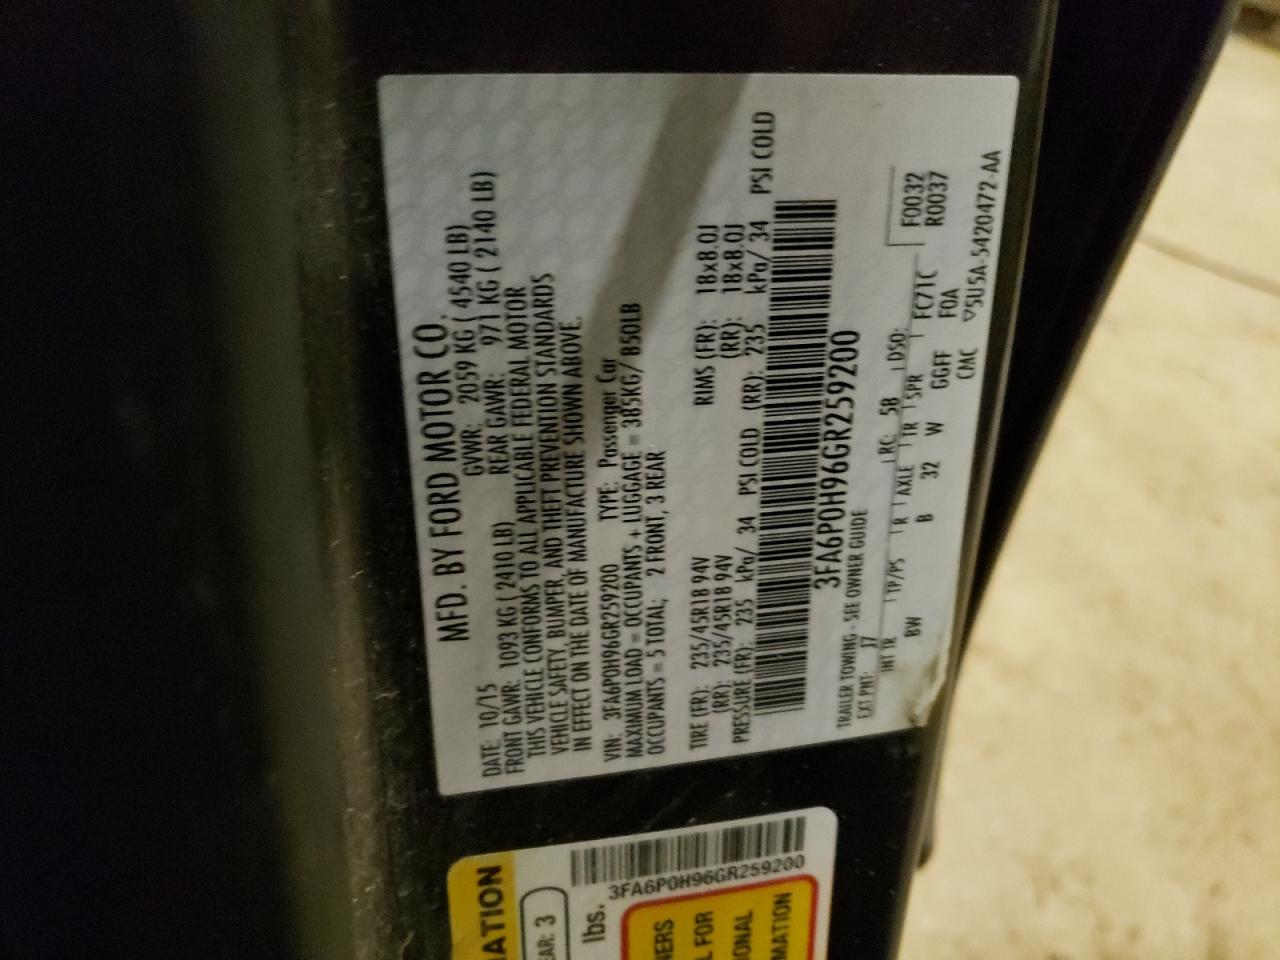 MFD. BY FORD MOTOR CO.
DATE: 10/15 GVWR: 2059 KG ( 4540 LB)
FRONT GAWR: 1093 KG ( 2410 LB) REAR GAWR: 971 KG ( 2140 LB)
THIS VEHICLE CONFORMS TO ALL APPLICABLE FEDERAL MOTOR
VEHICLE SAFETY, BUMPER, AND THEFT PREVENTION STANDARDS
IN EFFECT ON THE DATE OF MANUFACTURE SHOWN ABOVE.
VIN: 3FA6P0H96GR259200 TYPE: Passenger Car
MAXIMUM LOAD = OCCUPANTS + LUGGAGE = 385KG/ 850LB
OCCUPANTS = 5 TOTAL; 2 FRONT, 3 REAR
TIRE (FR): 235/45R18 94V RIMS (FR): 18x8.0J
(RR): 235/45R18 94V (RR): 18x8.0J
PRESSURE (FR): 235 kPa/ 34 PSI COLD (RR): 235 kPa/ 34 PSI COLD
3FA6P0H96GR259200
TRAILER TOWING - SEE OWNER GUIDE
EXT PNT: J7 RC: 58 DSO: F0032
INT TR TP/PS R AXLE TR SPR FC71C R0037
BW B 32 W GGFF F0A
CMC ▽5U5A-5420472-AA
3FA6P0H96GR259200